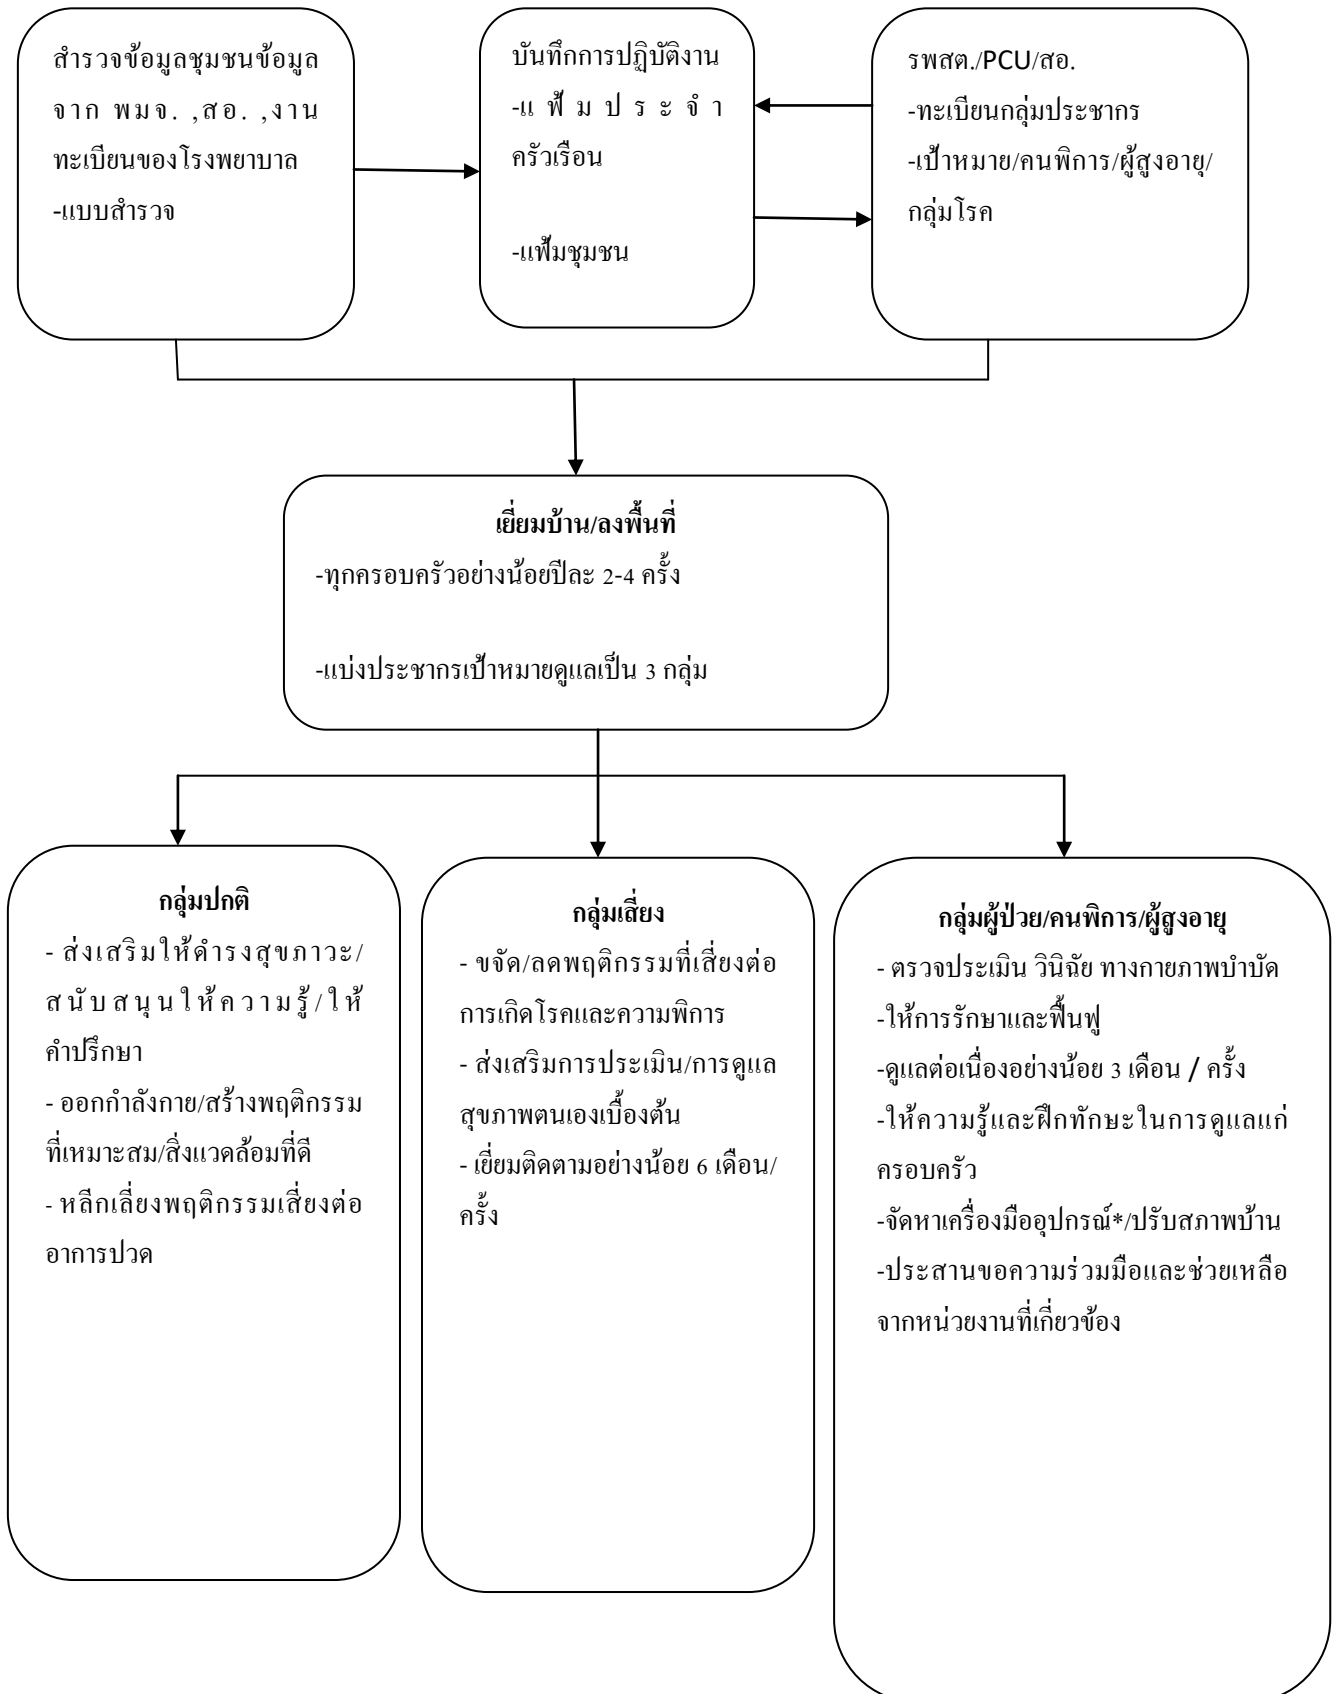 สำรวจข้อมูลชุมชนข้อมูล
จาก พมจ. ,สอ. ,งาน
ทะเบียนของโรงพยาบาล
-แบบสำรวจ
บันทึกการปฏิบัติงาน
-แฟ้มประจำ
ครัวเรือน
-แฟ้มชุมชน
รพสต./PCU/สอ.
-ทะเบียนกลุ่มประชากร
-เป้าหมาย/คนพิการ/ผู้สูงอายุ/
กลุ่มโรค
เยี่ยมบ้าน/ลงพื้นที่
-ทุกครอบครัวอย่างน้อยปีละ 2-4 ครั้ง
-แบ่งประชากรเป้าหมายดูแลเป็น 3 กลุ่ม
กลุ่มปกติ
- ส่งเสริมให้ดำรงสุขภาวะ/
สนับสนุนให้ความรู้/ให้
คำปรึกษา
- ออกกำลังกาย/สร้างพฤติกรรม
ที่เหมาะสม/สิ่งแวดล้อมที่ดี
- หลีกเลี่ยงพฤติกรรมเสี่ยงต่อ
อาการปวด
กลุ่มเสี่ยง
- ขจัด/ลดพฤติกรรมที่เสี่ยงต่อ
การเกิดโรคและความพิการ
- ส่งเสริมการประเมิน/การดูแล
สุขภาพตนเองเบื้องต้น
- เยี่ยมติดตามอย่างน้อย 6 เดือน/
ครั้ง
กลุ่มผู้ป่วย/คนพิการ/ผู้สูงอายุ
- ตรวจประเมิน วินิฉัย ทางกายภาพบำบัด
-ให้การรักษาและฟื้นฟู
-ดูแลต่อเนื่องอย่างน้อย 3 เดือน / ครั้ง
-ให้ความรู้และฝึกทักษะในการดูแลแก่
ครอบครัว
-จัดหาเครื่องมืออุปกรณ์*/ปรับสภาพบ้าน
-ประสานขอความร่วมมือและช่วยเหลือ
จากหน่วยงานที่เกี่ยวข้อง